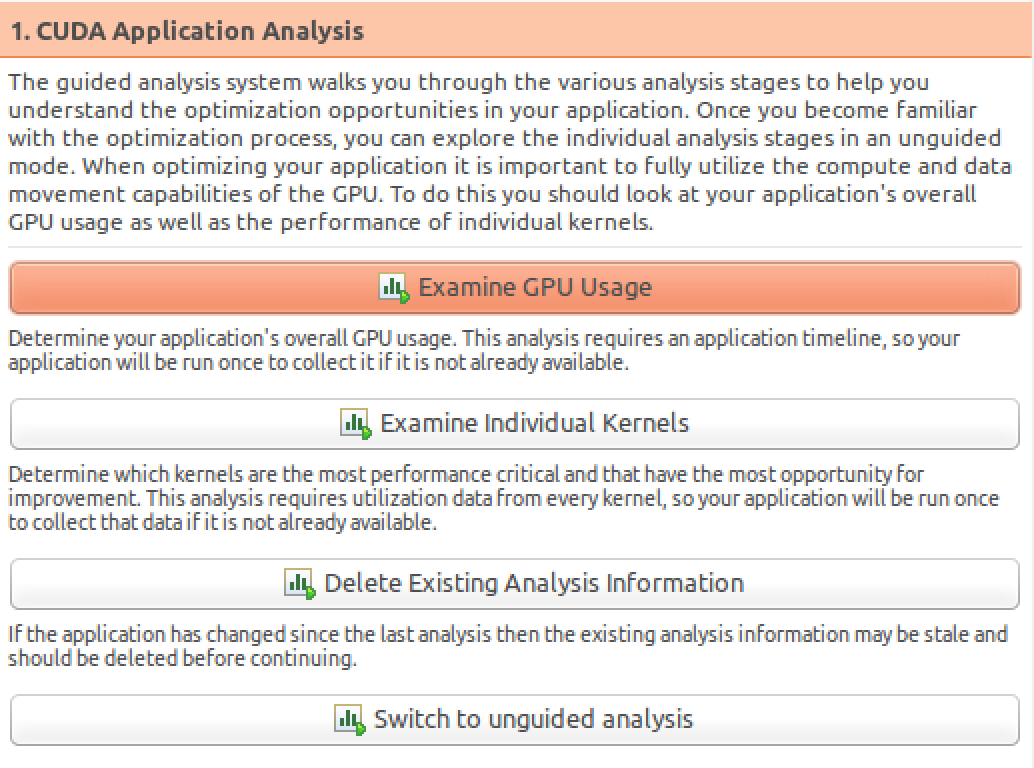 1. CUDA Application Analysis
The guided analysis system walks you through the various analysis stages to help you
understand the optimization opportunities in your application. Once you become familiar
with the optimization process, you can explore the individual analysis stages in an unguided
mode. When optimizing your application it is important to fully utilize the compute and data
movement capabilities of the GPU. To do this you should look at your application's overall
GPU usage as well as the performance of individual kernels.
Examine GPU Usage
Determine your application's overall GPU usage. This analysis requires an application timeline, so your
application will be run once to collect it if it is not already available.
Examine Individual Kernels
Determine which kernels are the most performance critical and that have the most opportunity for
improvement. This analysis requires utilization data from every kernel, so your application will be run once
to collect that data if it is not already available.
Delete Existing Analysis Information
If the application has changed since the last analysis then the existing analysis information may be stale and
should be deleted before continuing.
Switch to unguided analysis